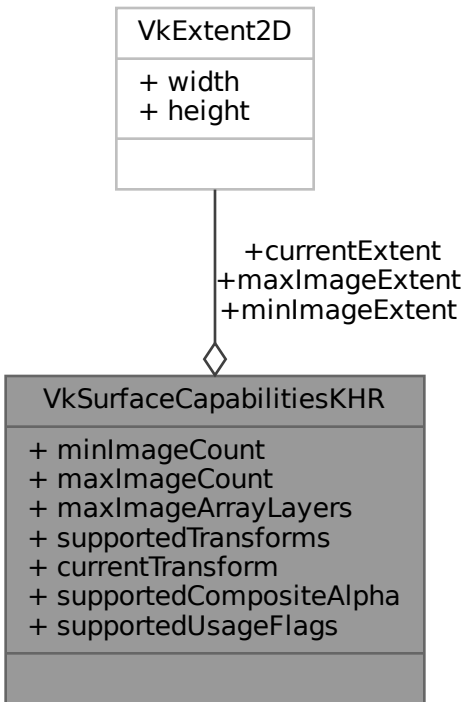 VkExtent2D
+ width
+ height
+currentExtent
+maxImageExtent
+minImageExtent
VkSurfaceCapabilitiesKHR
+ minImageCount
+ maxImageCount
+ maxImageArrayLayers
+ supportedTransforms
+ currentTransform
+ supportedCompositeAlpha
+ supportedUsageFlags